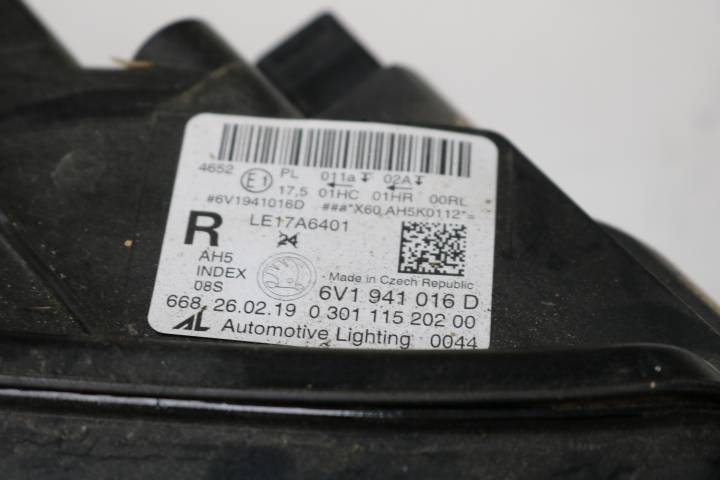 4652 E1 PL 011a 02A
17,5 01HC 01HR 00RL
#6V1941016D ###*X60 AH5K0112*=
R LE17A6401
24
AH5
INDEX
08S
Made in Czech Republic
6V1 941 016 D
668 26.02.19 0 301 115 202 00
AL Automotive Lighting 0044